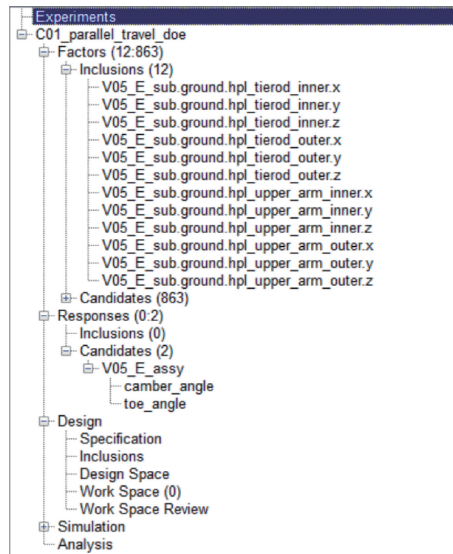 Experiments
C01_parallel_travel_doe
Factors (12:863)
Inclusions (12)
V05_E_sub.ground.hpl_tierod_inner.x
V05_E_sub.ground.hpl_tierod_inner.y
V05_E_sub.ground.hpl_tierod_inner.z
V05_E_sub.ground.hpl_tierod_outer.x
V05_E_sub.ground.hpl_tierod_outer.y
V05_E_sub.ground.hpl_tierod_outer.z
V05_E_sub.ground.hpl_upper_arm_inner.x
V05_E_sub.ground.hpl_upper_arm_inner.y
V05_E_sub.ground.hpl_upper_arm_inner.z
V05_E_sub.ground.hpl_upper_arm_outer.x
V05_E_sub.ground.hpl_upper_arm_outer.y
V05_E_sub.ground.hpl_upper_arm_outer.z
Candidates (863)
Responses (0:2)
Inclusions (0)
Candidates (2)
V05_E_assy
camber_angle
toe_angle
Design
Specification
Inclusions
Design Space
Work Space (0)
Work Space Review
Simulation
Analysis